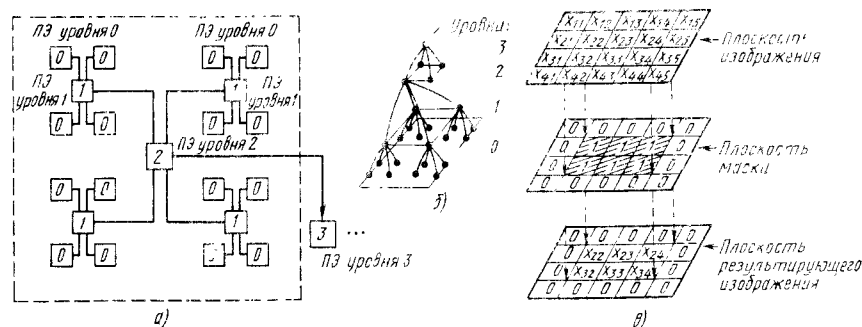 ПЭ уровня 0
ПЭ уровня 0
0 0 0 0
ПЭ уровня 1
1 1
ПЭ уровня 1
0 0 0 0
2
ПЭ уровня 2
0 0 0 0
1 1
0 0 0
3 ...
ПЭ уровня 3
а)
Уровни:
3
2
1
0
б)
X11 X12 X13 X14 X15
X21 X22 X23 X24 X25
X31 X32 X33 X34 X35
X41 X42 X43 X44 X45
Плоскость
изображения
0 0 0 0 0
0 1 1 1 0
0 1 1 1 0
0 0 0 0 0
Плоскость
маски
0 0 0 0 0
0 X22 X23 X24 0
0 X32 X33 X34 0
0 0 0 0 0
Плоскость
результирующего
изображения
в)